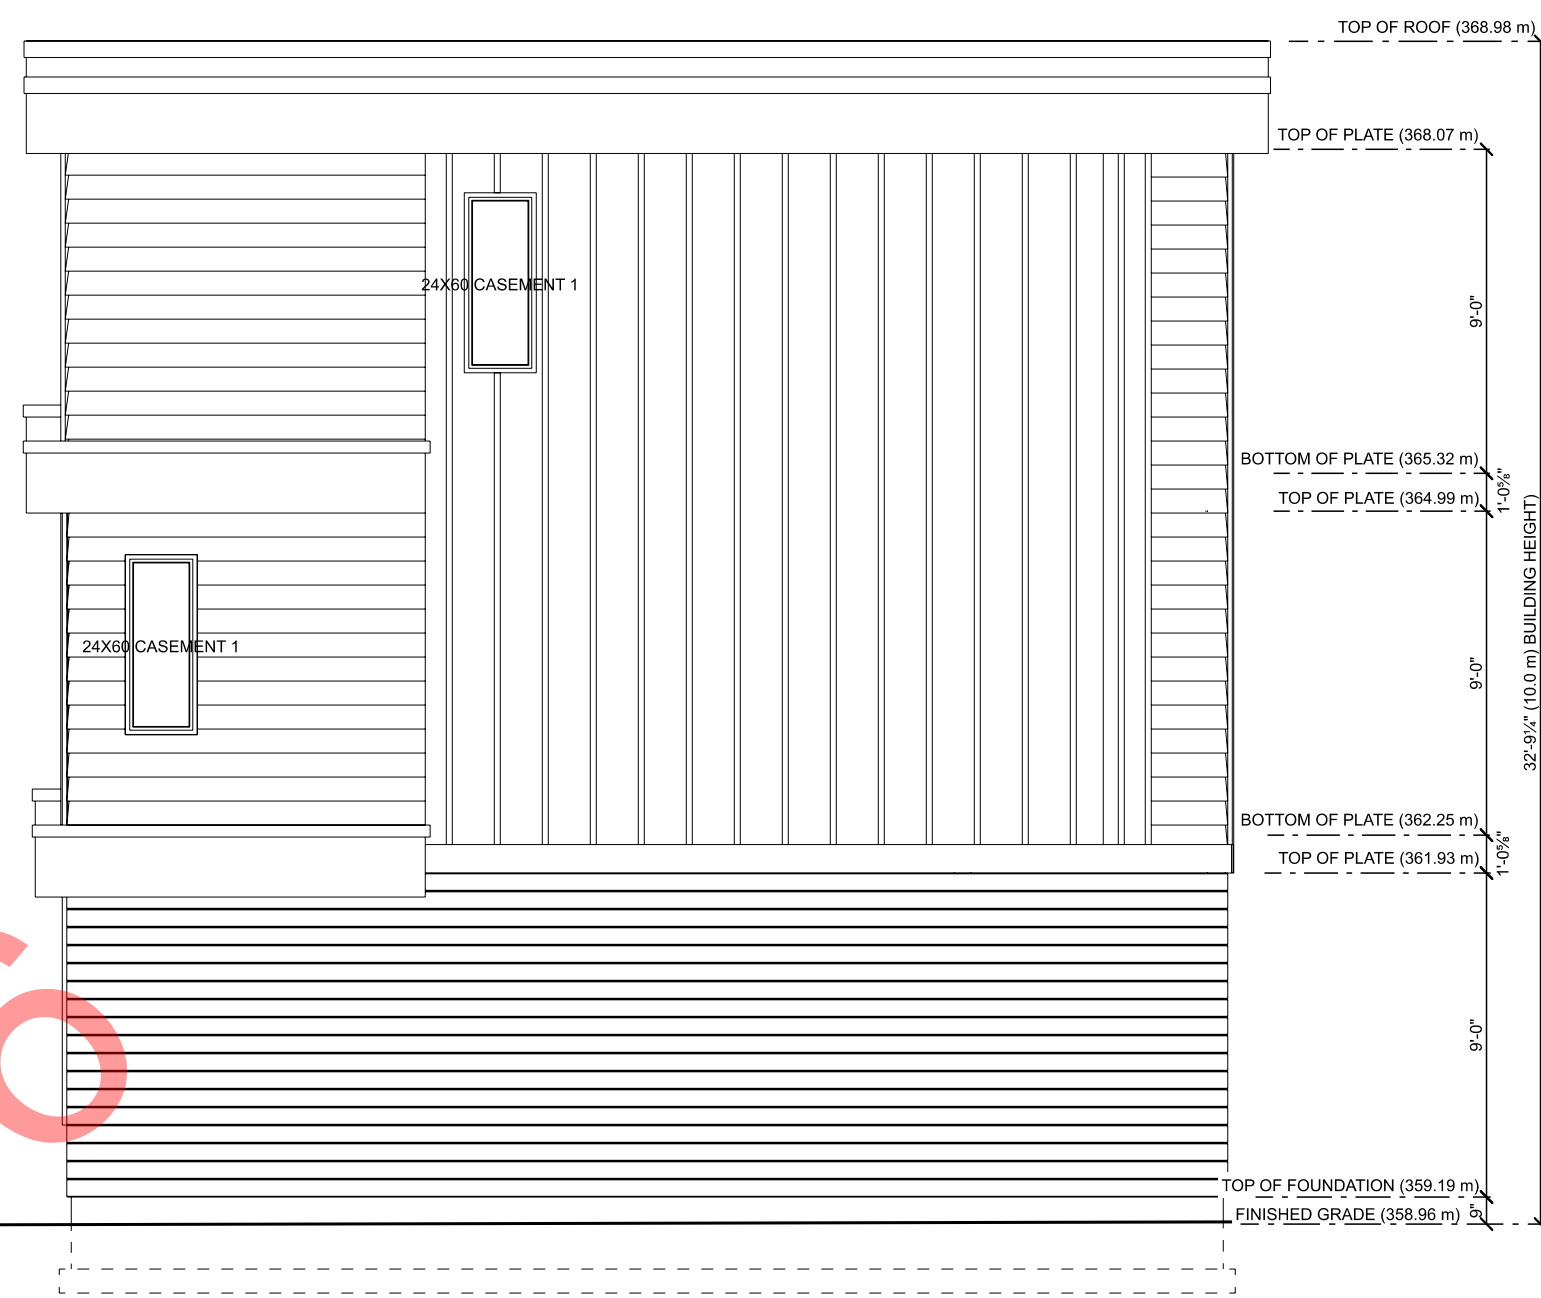 TOP OF ROOF (368.98 m)
TOP OF PLATE (368.07 m)
24X60 CASEMENT 1
9'-0"
BOTTOM OF PLATE (365.32 m)
1'-0⅝"
TOP OF PLATE (364.99 m)
32'-9¼" (10.0 m) BUILDING HEIGHT)
24X60 CASEMENT 1
9'-0"
BOTTOM OF PLATE (362.25 m)
1'-0⅝"
TOP OF PLATE (361.93 m)
9'-0"
TOP OF FOUNDATION (359.19 m)
FINISHED GRADE (358.96 m)
9"